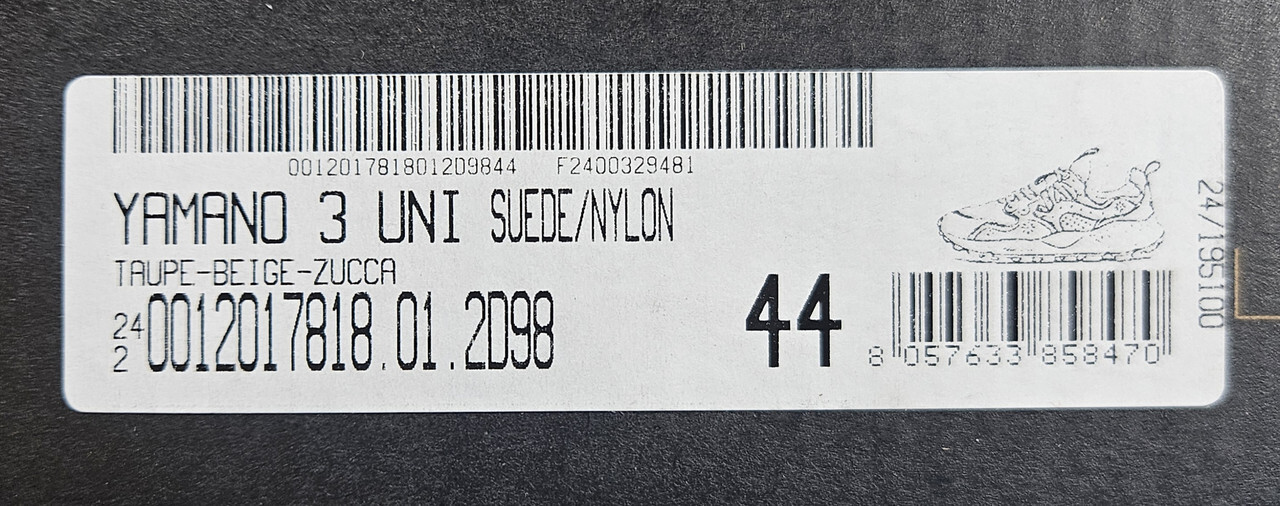 0012017818012D9844 F2400329481
YAMANO 3 UNI SUEDE/NYLON
TAUPE-BEIGE-ZUCCA
24
2
0012017818.01.2D98
44
8 057633 858470
24/195100